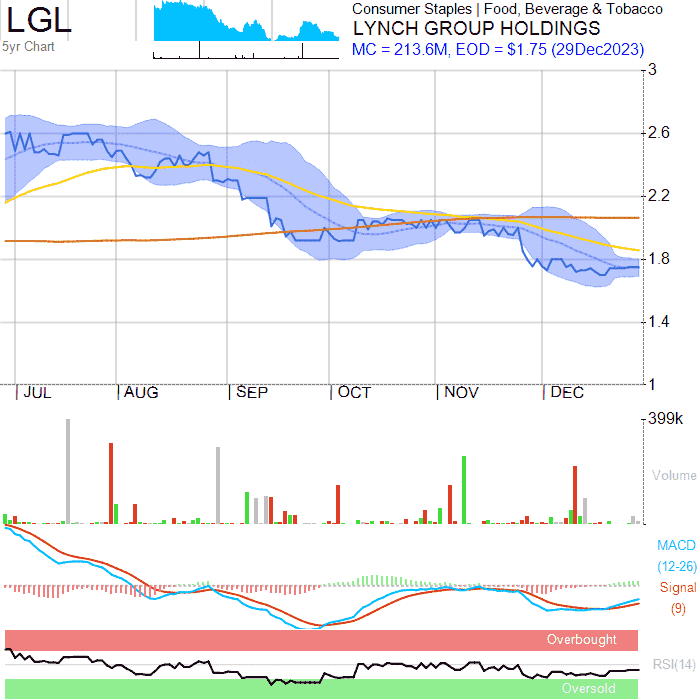 LGL
5yr Chart
Consumer Staples | Food, Beverage & Tobacco
LYNCH GROUP HOLDINGS
MC = 213.6M, EOD = $1.75 (29Dec2023)
3
2.6
2.2
1.8
1.4
1
JUL AUG SEP OCT NOV DEC
399k
Volume
MACD
(12-26)
Signal
(9)
Overbought
RSI(14)
Oversold